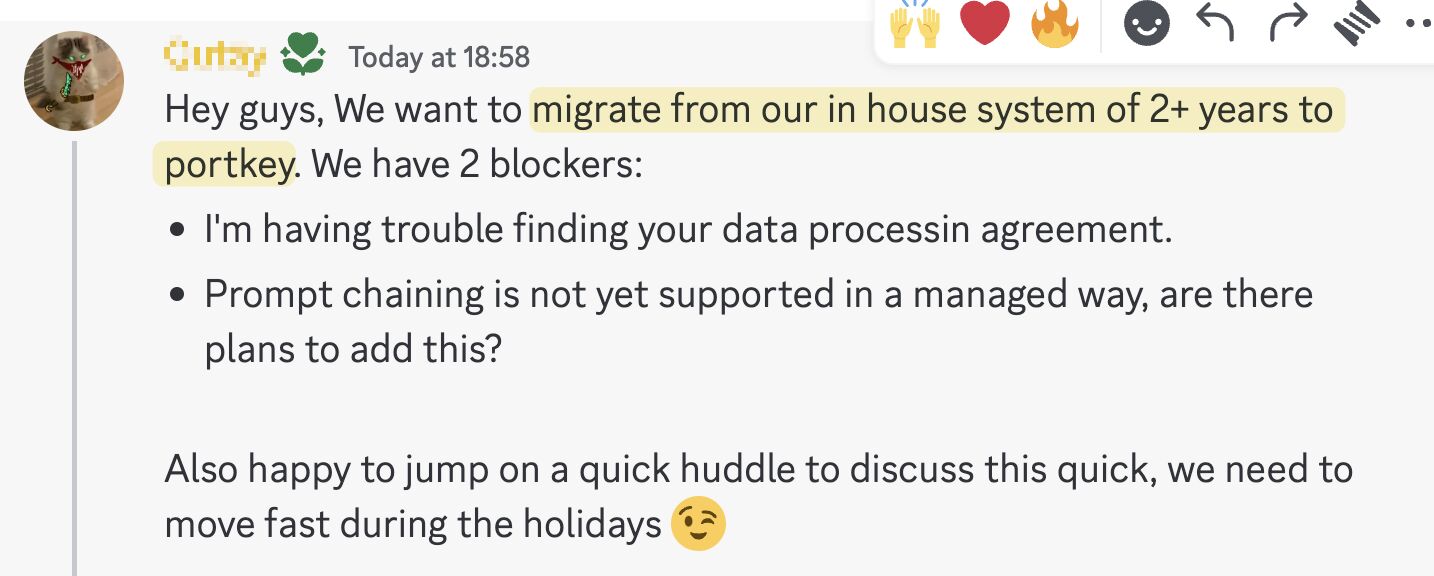 Today at 18:58
Hey guys, We want to migrate from our in house system of 2+ years to
portkey. We have 2 blockers:
• I'm having trouble finding your data processin agreement.
• Prompt chaining is not yet supported in a managed way, are there
plans to add this?
Also happy to jump on a quick huddle to discuss this quick, we need to
move fast during the holidays 😉